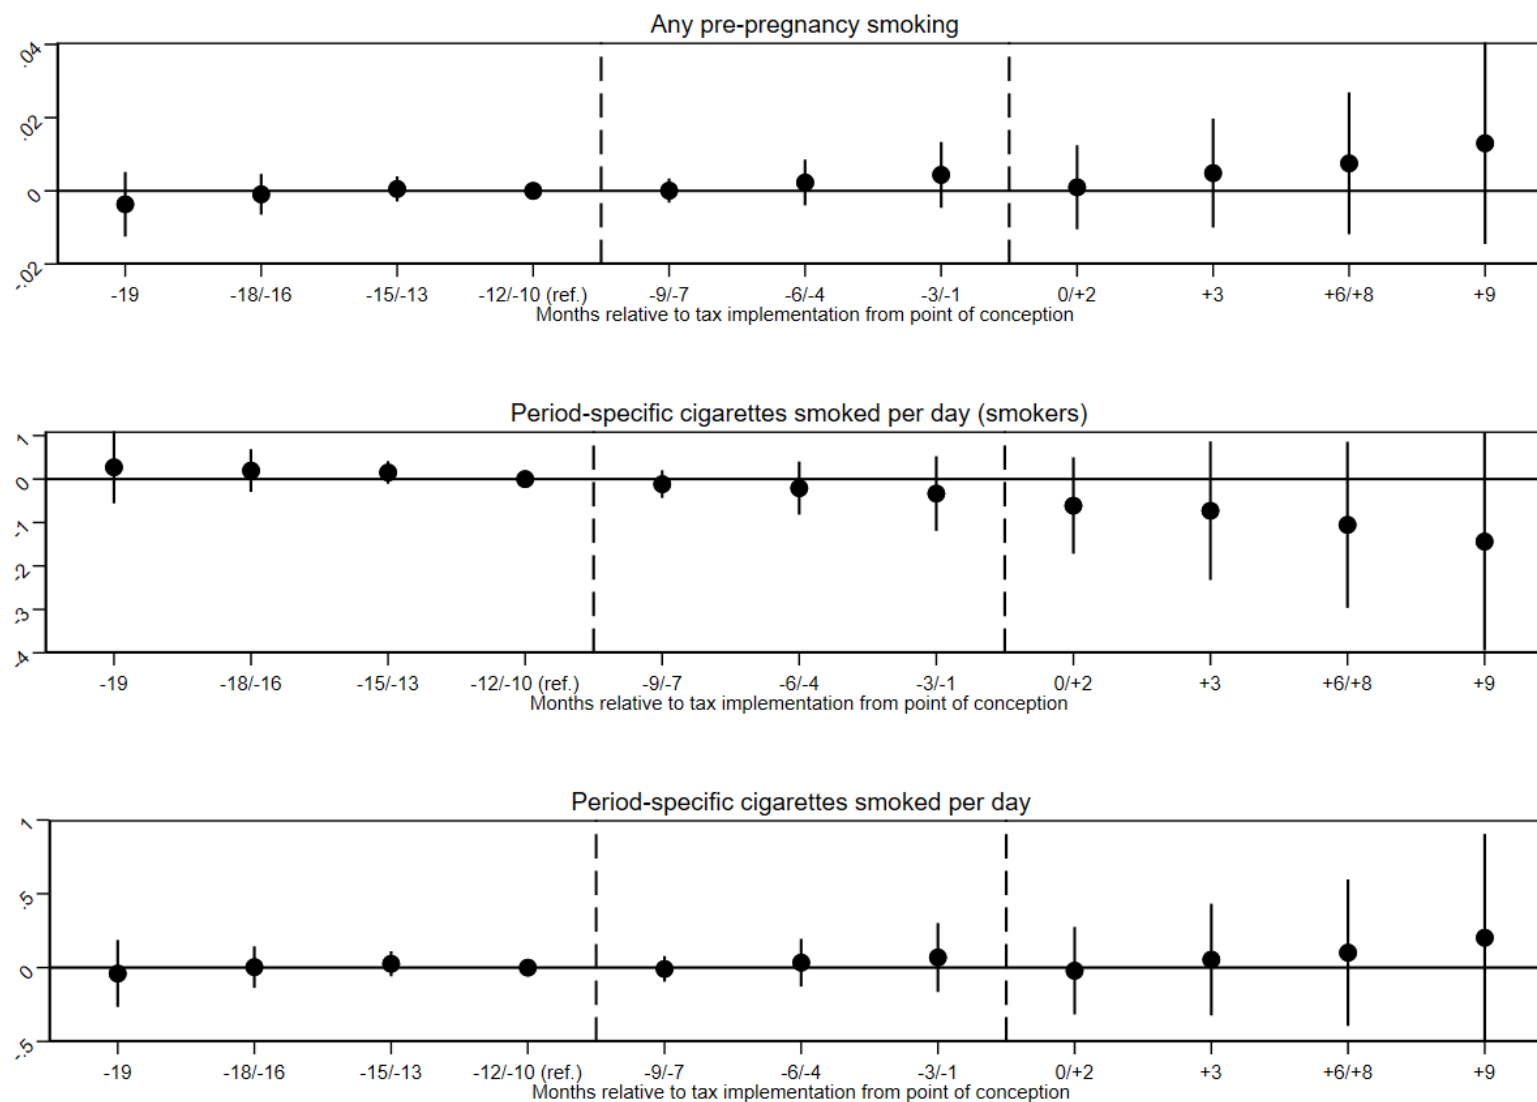 Any pre-pregnancy smoking
.04
.02
0
-.02
-19 -18/-16 -15/-13 -12/-10 (ref.) -9/-7 -6/-4 -3/-1 0/+2 +3 +6/+8 +9
Months relative to tax implementation from point of conception
Period-specific cigarettes smoked per day (smokers)
1
0
-1
-2
-3
-4
-19 -18/-16 -15/-13 -12/-10 (ref.) -9/-7 -6/-4 -3/-1 0/+2 +3 +6/+8 +9
Months relative to tax implementation from point of conception
Period-specific cigarettes smoked per day
1
.5
0
-.5
-19 -18/-16 -15/-13 -12/-10 (ref.) -9/-7 -6/-4 -3/-1 0/+2 +3 +6/+8 +9
Months relative to tax implementation from point of conception